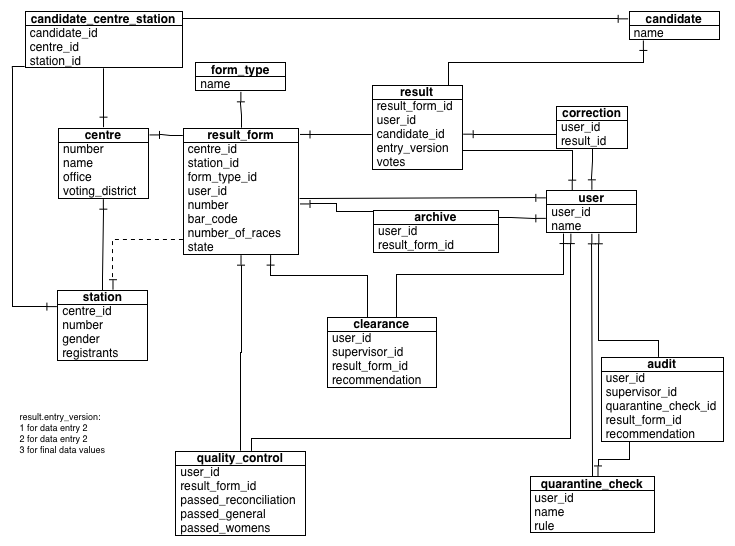 candidate_centre_station
candidate_id
centre_id
station_id
candidate
name
form_type
name
result
result_form_id
user_id
candidate_id
entry_version
votes
correction
user_id
result_id
centre
number
name
office
voting_district
result_form
centre_id
station_id
form_type_id
user_id
number
bar_code
number_of_races
state
archive
user_id
result_form_id
user
user_id
name
station
centre_id
number
gender
registrants
clearance
user_id
supervisor_id
result_form_id
recommendation
audit
user_id
supervisor_id
quarantine_check_id
result_form_id
recommendation
result.entry_version:
1 for data entry 2
2 for data entry 2
3 for final data values
quality_control
user_id
result_form_id
passed_reconciliation
passed_general
passed_womens
quarantine_check
user_id
name
rule